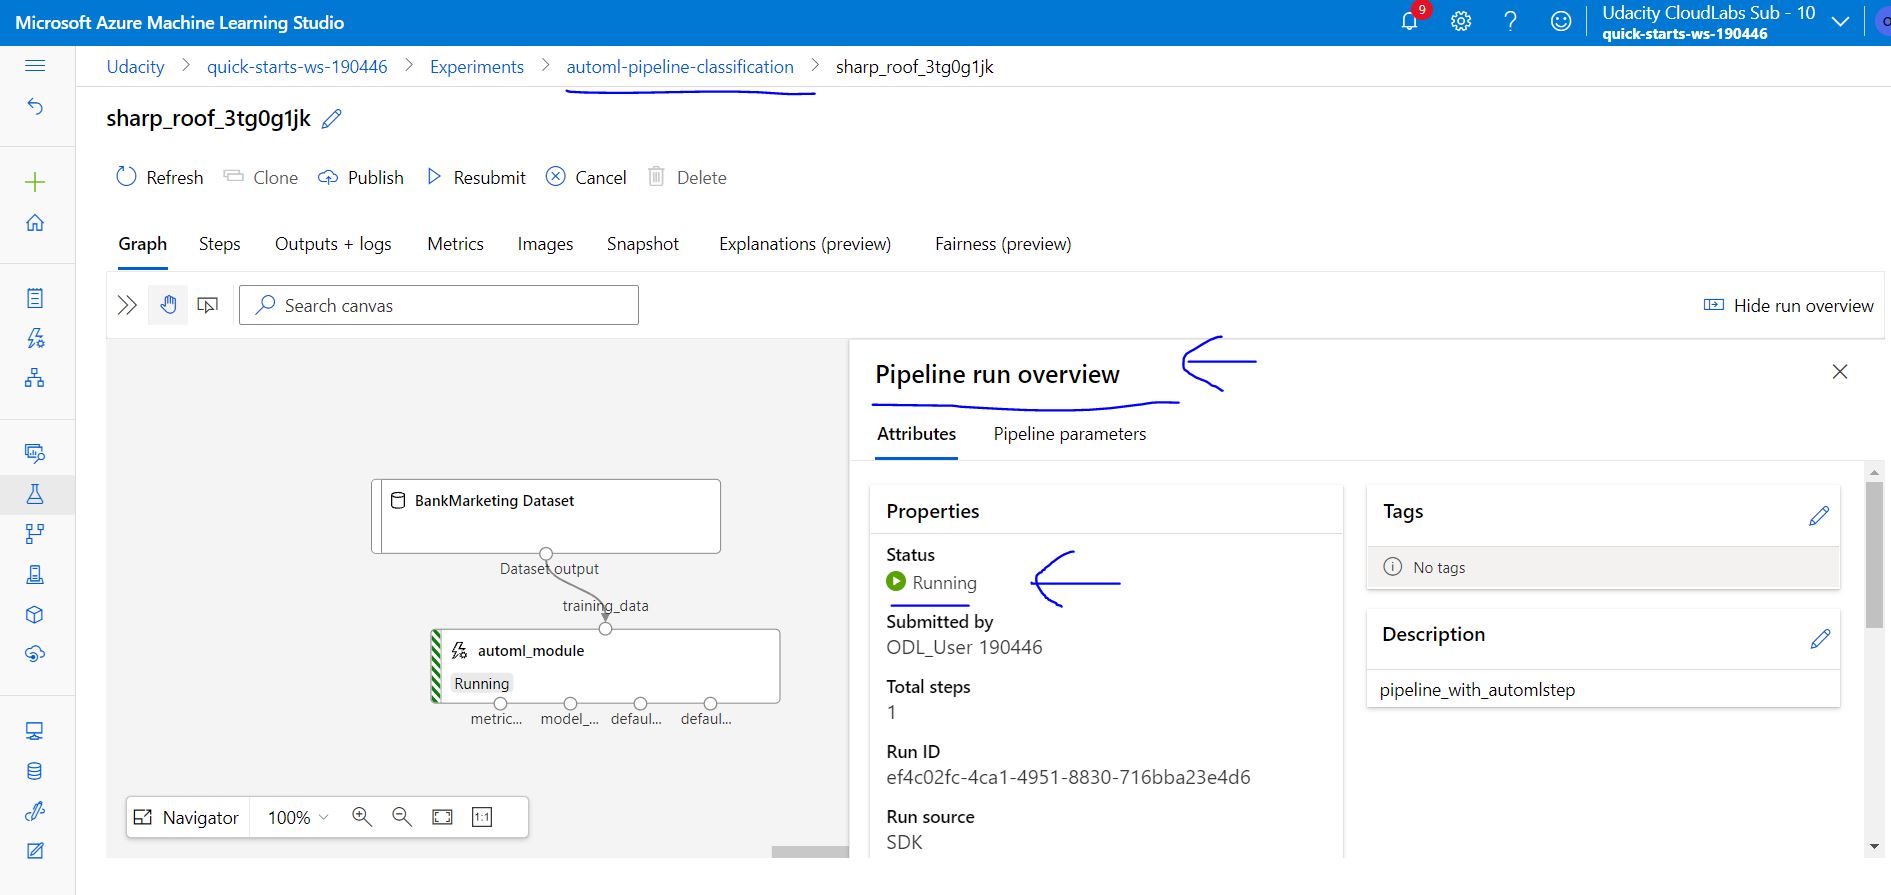 Microsoft Azure Machine Learning Studio
9
Udacity CloudLabs Sub - 10
quick-starts-ws-190446
Udacity > quick-starts-ws-190446 > Experiments > automl-pipeline-classification > sharp_roof_3tg0g1jk
sharp_roof_3tg0g1jk
Refresh Clone Publish Resubmit Cancel Delete
Graph Steps Outputs + logs Metrics Images Snapshot Explanations (preview) Fairness (preview)
Search canvas
Hide run overview
BankMarketing Dataset
Dataset output
training_data
automl_module
Running
metric... model_... defaul... defaul...
Navigator 100% 1:1
Pipeline run overview
Attributes Pipeline parameters
Properties
Status
Running
Submitted by
ODL_User 190446
Total steps
1
Run ID
ef4c02fc-4ca1-4951-8830-716bba23e4d6
Run source
SDK
Tags
No tags
Description
pipeline_with_automlstep